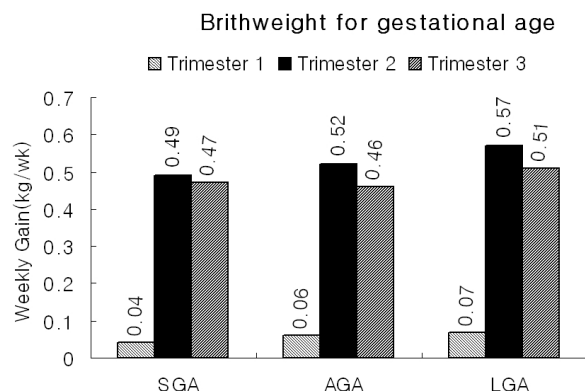 Brithweight for gestational age
Trimester 1 Trimester 2 Trimester 3
Weekly Gain(kg/wk)
0.7
0.6
0.5
0.4
0.3
0.2
0.1
0
0.04 0.49 0.47 0.06 0.52 0.46 0.07 0.57 0.51
SGA AGA LGA